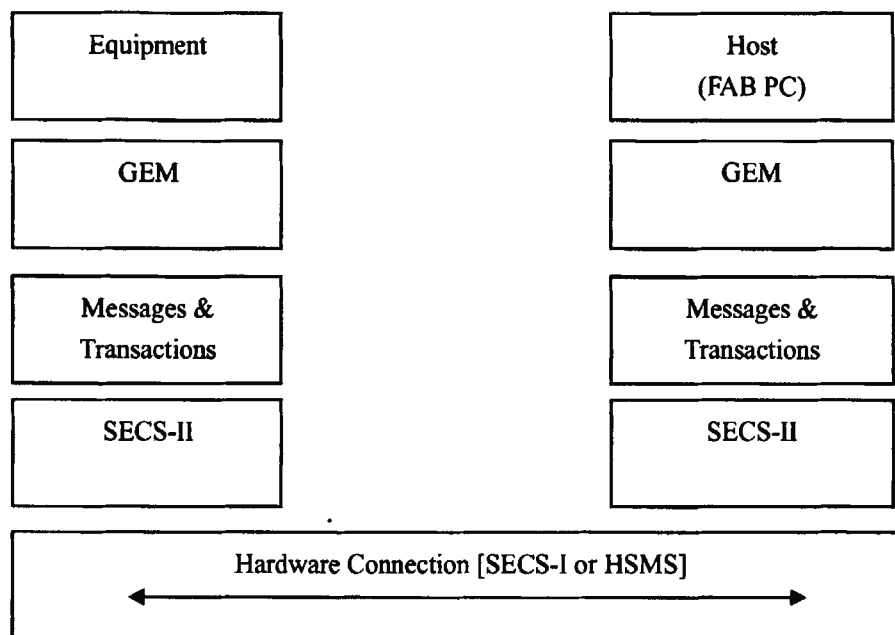 Equipment
Host
(FAB PC)
GEM
GEM
Messages &
Transactions
Messages &
Transactions
SECS-II
SECS-II
Hardware Connection [SECS-I or HSMS]